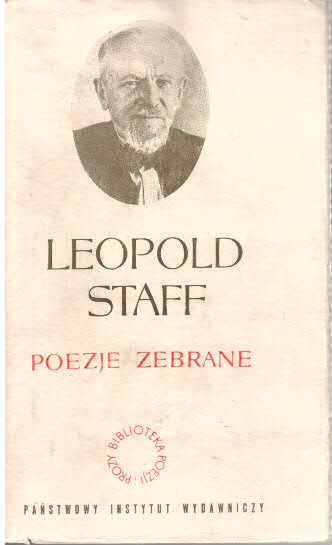 LEOPOLD
STAFF
POEZJE ZEBRANE
BIBLIOTEKA POEZJI I PROZY
PAŃSTWOWY INSTYTUT WYDAWNICZY